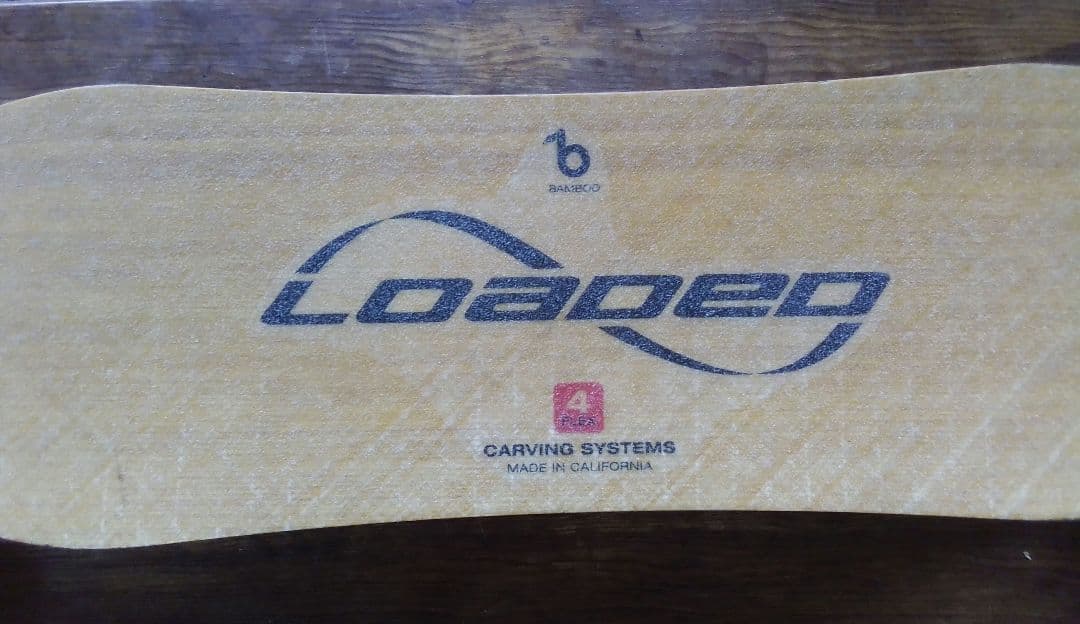 b
BAMBOO
LOaDeD
4
FLEX
CARVING SYSTEMS
MADE IN CALIFORNIA